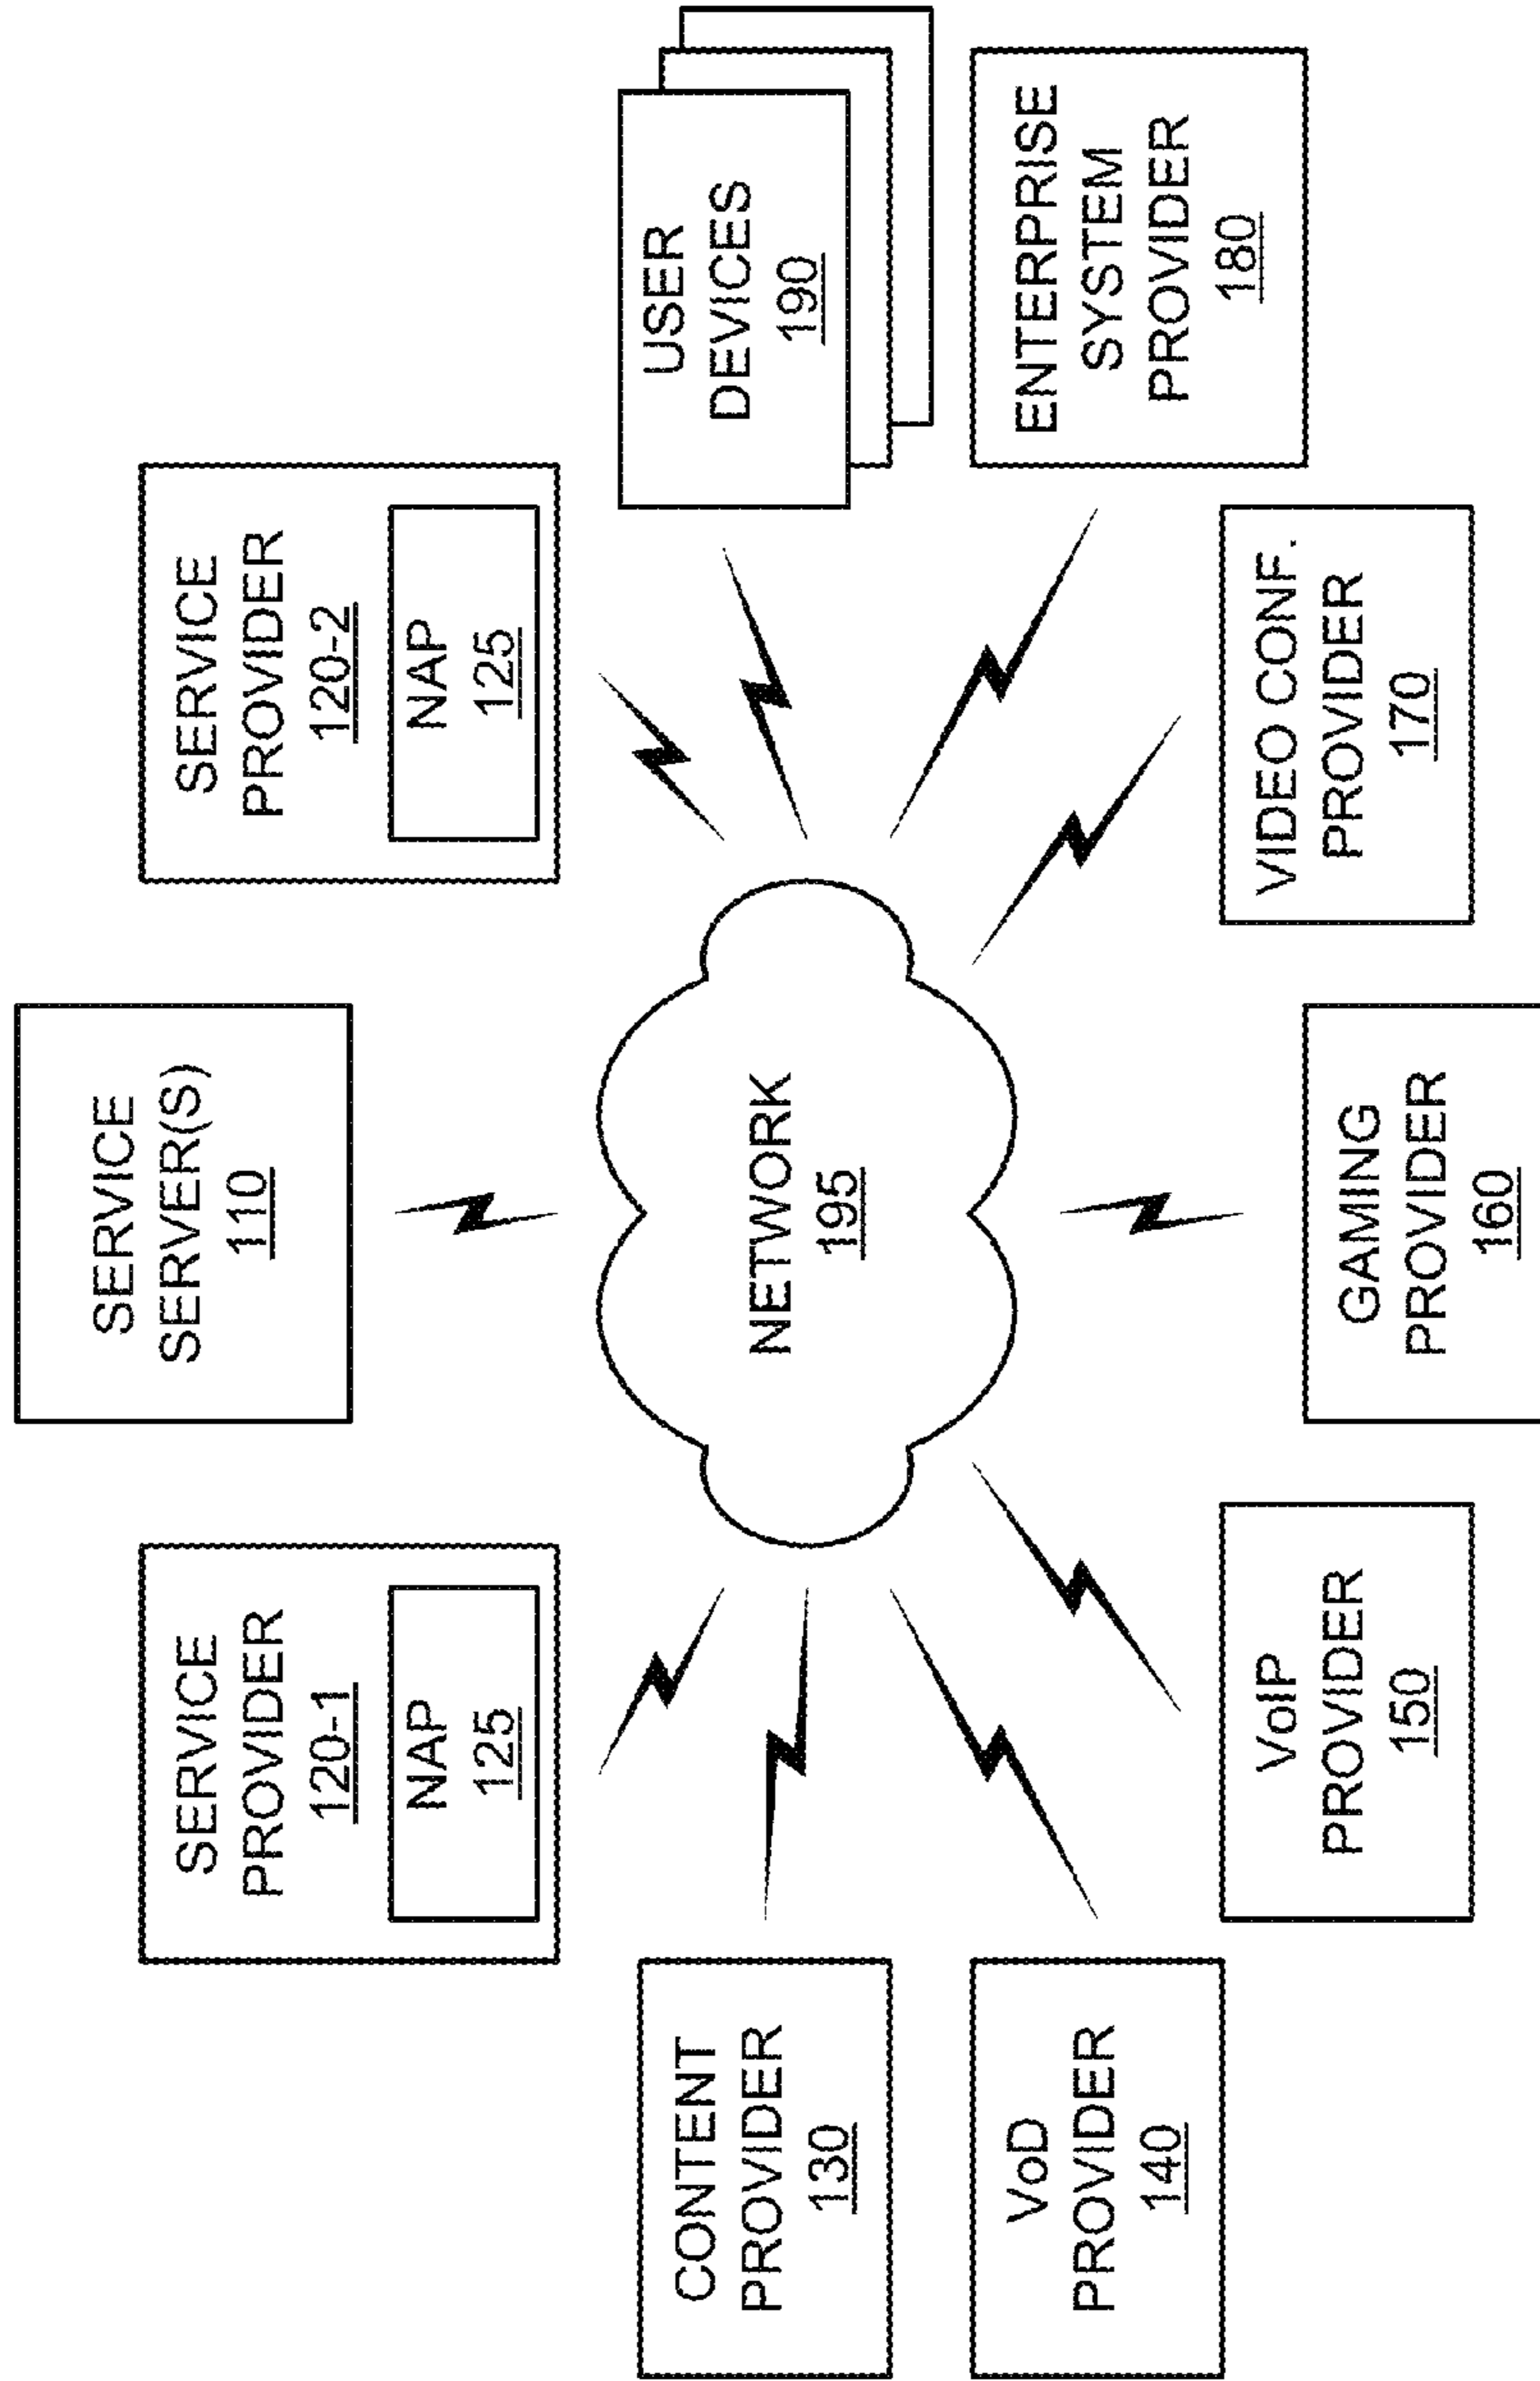 SERVICE
SERVER(S)
110
SERVICE
PROVIDER
120-1
NAP
125
SERVICE
PROVIDER
120-2
NAP
125
CONTENT
PROVIDER
130
NETWORK
195
USER
DEVICES
190
VoD
PROVIDER
140
ENTERPRISE
SYSTEM
PROVIDER
180
VoIP
PROVIDER
150
GAMING
PROVIDER
160
VIDEO CONF.
PROVIDER
170